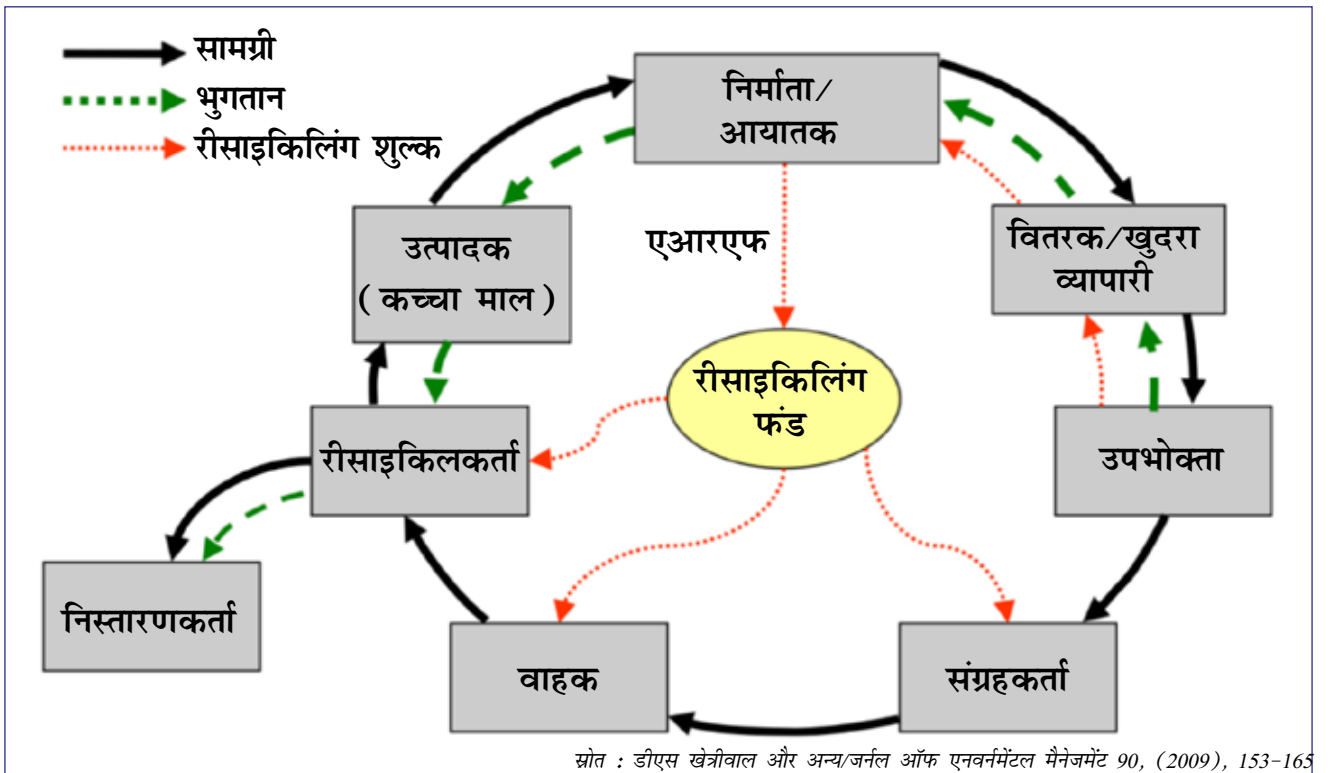 सामग्री
भुगतान
रीसाइकिलिंग शुल्क
निर्माता/
आयातक
उत्पादक
(कच्चा माल)
एआरएफ
वितरक/खुदरा
व्यापारी
रीसाइकिलिंग
फंड
रीसाइकिलकर्ता
उपभोक्ता
निस्तारणकर्ता
वाहक
संग्रहकर्ता
स्रोत : डीएस खेत्रीवाल और अन्य/जर्नल ऑफ एनवर्नमेंटल मैनेजमेंट 90, (2009), 153-165